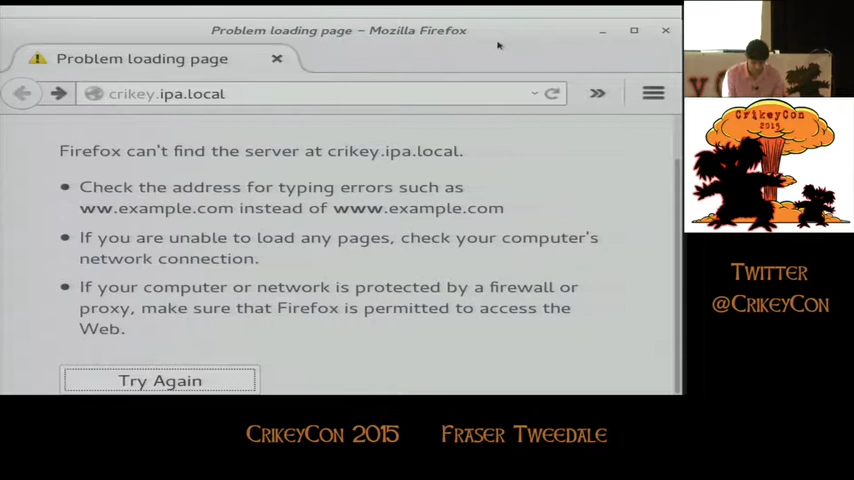 Problem loading page - Mozilla Firefox
Problem loading page
crikey.ipa.local
Firefox can't find the server at crikey.ipa.local.
Check the address for typing errors such as
ww.example.com instead of www.example.com
If you are unable to load any pages, check your computer's
network connection.
If your computer or network is protected by a firewall or
proxy, make sure that Firefox is permitted to access the
Web.
Try Again
CrikeyCon
2015
Twitter
@CrikeyCon
CrikeyCon 2015 Fraser Tweedale